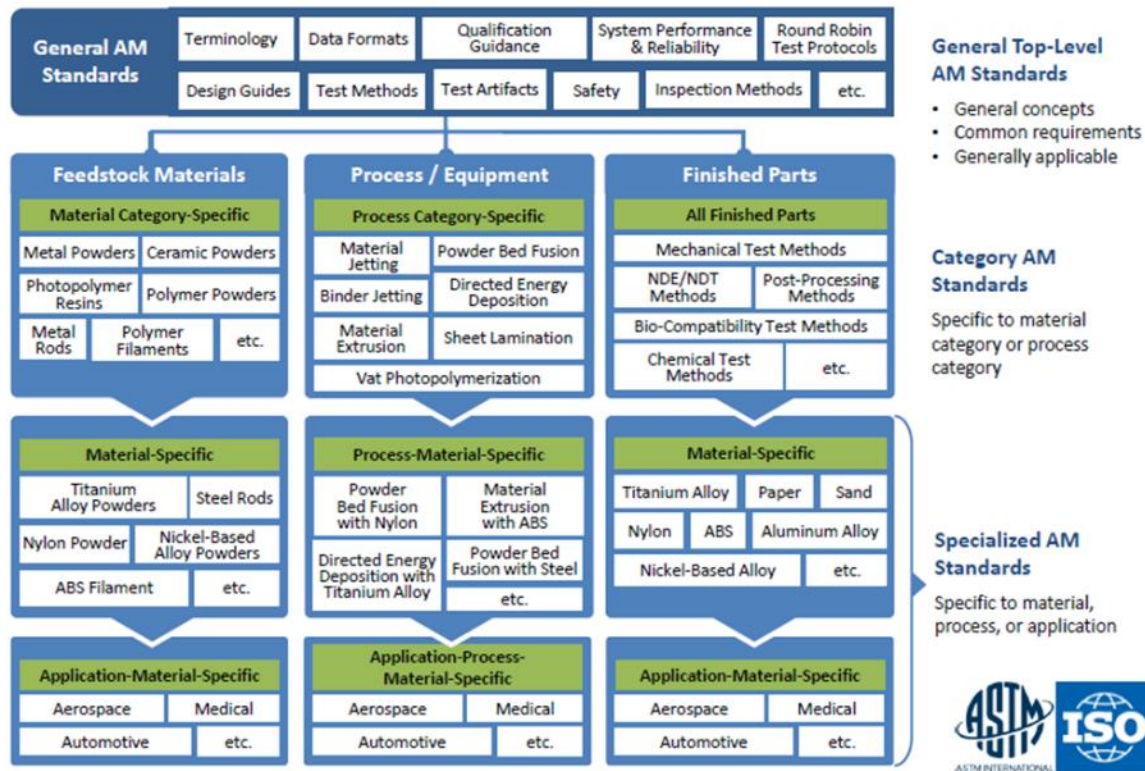 General AM
Standards
Terminology
Data Formats
Qualification
Guidance
System Performance
& Reliability
Round Robin
Test Protocols
Design Guides
Test Methods
Test Artifacts
Safety
Inspection Methods
etc.
General Top-Level
AM Standards
• General concepts
• Common requirements
• Generally applicable
Feedstock Materials
Material Category-Specific
Metal Powders
Ceramic Powders
Photopolymer
Resins
Polymer Powders
Metal
Rods
Polymer
Filaments
etc.
Process / Equipment
Process Category-Specific
Material
Jetting
Powder Bed Fusion
Binder Jetting
Directed Energy
Deposition
Material
Extrusion
Sheet Lamination
Vat Photopolymerization
Finished Parts
All Finished Parts
Mechanical Test Methods
NDE/NDT
Methods
Post-Processing
Methods
Bio-Compatibility Test Methods
Chemical Test
Methods
etc.
Category AM
Standards
Specific to material
category or process
category
Material-Specific
Titanium
Alloy Powders
Steel Rods
Nylon Powder
Nickel-Based
Alloy Powders
ABS Filament
etc.
Process-Material-Specific
Powder
Bed Fusion
with Nylon
Material
Extrusion
with ABS
Directed Energy
Deposition with
Titanium Alloy
Powder Bed
Fusion with Steel
etc.
Material-Specific
Titanium Alloy
Paper
Sand
Nylon
ABS
Aluminum Alloy
Nickel-Based Alloy
etc.
Specialized AM
Standards
Specific to material,
process, or application
Application-Material-Specific
Aerospace
Medical
Automotive
etc.
Application-Process-
Material-Specific
Aerospace
Medical
Automotive
etc.
Application-Material-Specific
Aerospace
Medical
Automotive
etc.
ASTM
ASTM INTERNATIONAL
ISO